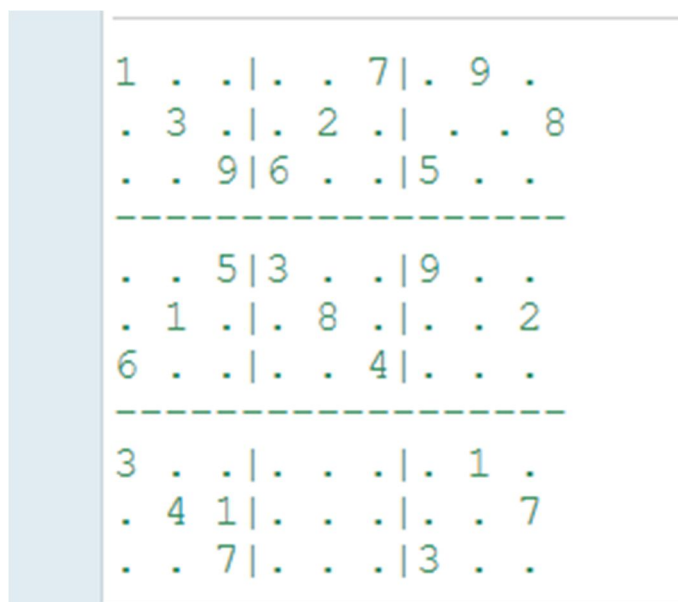 1 . .|. . 7|. 9 .
. 3 .|. 2 .| . . 8
. . 9|6 . .|5 . .
------------------
. . 5|3 . .|9 . .
. 1 .|. 8 .|. . 2
6 . .|. . 4|. . .
------------------
3 . .|. . .|. 1 .
. 4 1|. . .|. . 7
. . 7|. . .|3 . .